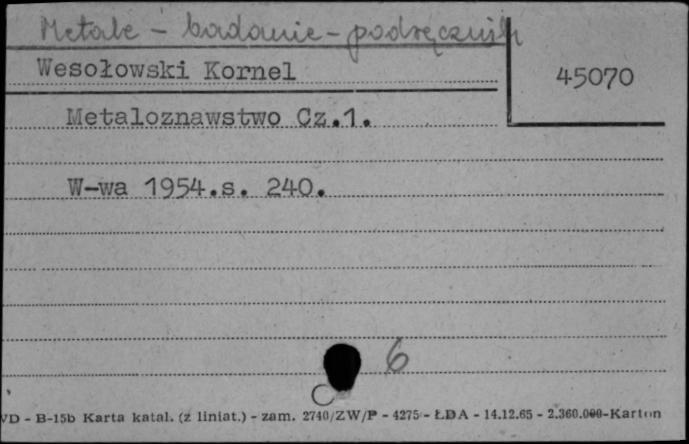 Metale - badanie - podręczniki
Wesołowski Kornel
45070
Metaloznawstwo Cz.1.
W-wa 1954.s. 240.
6
VD - B-15b Karta katal. (z liniat.) - zam. 2740/ZW/P - 4275 - ŁDA - 14.12.65 - 2.360.000-Karton